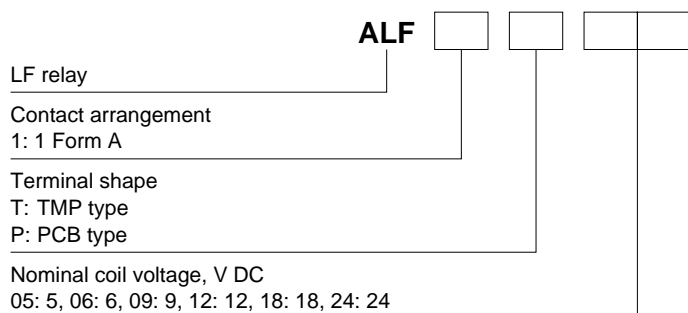 ALF
LF relay
Contact arrangement
1: 1 Form A
Terminal shape
T: TMP type
P: PCB type
Nominal coil voltage, V DC
05: 5, 06: 6, 09: 9, 12: 12, 18: 18, 24: 24